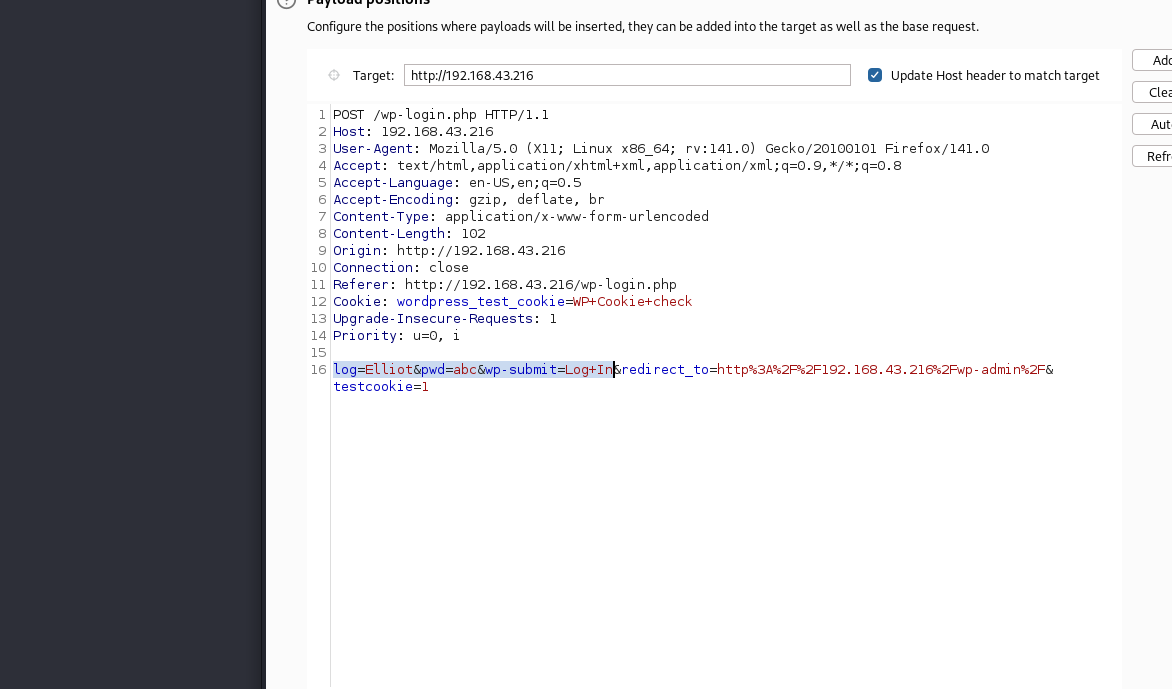 Payload positions
Configure the positions where payloads will be inserted, they can be added into the target as well as the base request.
Target: http://192.168.43.216 Update Host header to match target
1 POST /wp-login.php HTTP/1.1
2 Host: 192.168.43.216
3 User-Agent: Mozilla/5.0 (X11; Linux x86_64; rv:141.0) Gecko/20100101 Firefox/141.0
4 Accept: text/html,application/xhtml+xml,application/xml;q=0.9,*/*;q=0.8
5 Accept-Language: en-US,en;q=0.5
6 Accept-Encoding: gzip, deflate, br
7 Content-Type: application/x-www-form-urlencoded
8 Content-Length: 102
9 Origin: http://192.168.43.216
10 Connection: close
11 Referer: http://192.168.43.216/wp-login.php
12 Cookie: wordpress_test_cookie=WP+Cookie+check
13 Upgrade-Insecure-Requests: 1
14 Priority: u=0, i
15
16 log=Elliot&pwd=abc&wp-submit=Log+In&redirect_to=http%3A%2F%2F192.168.43.216%2Fwp-admin%2F&
testcookie=1
Add
Clea
Aut
Refr